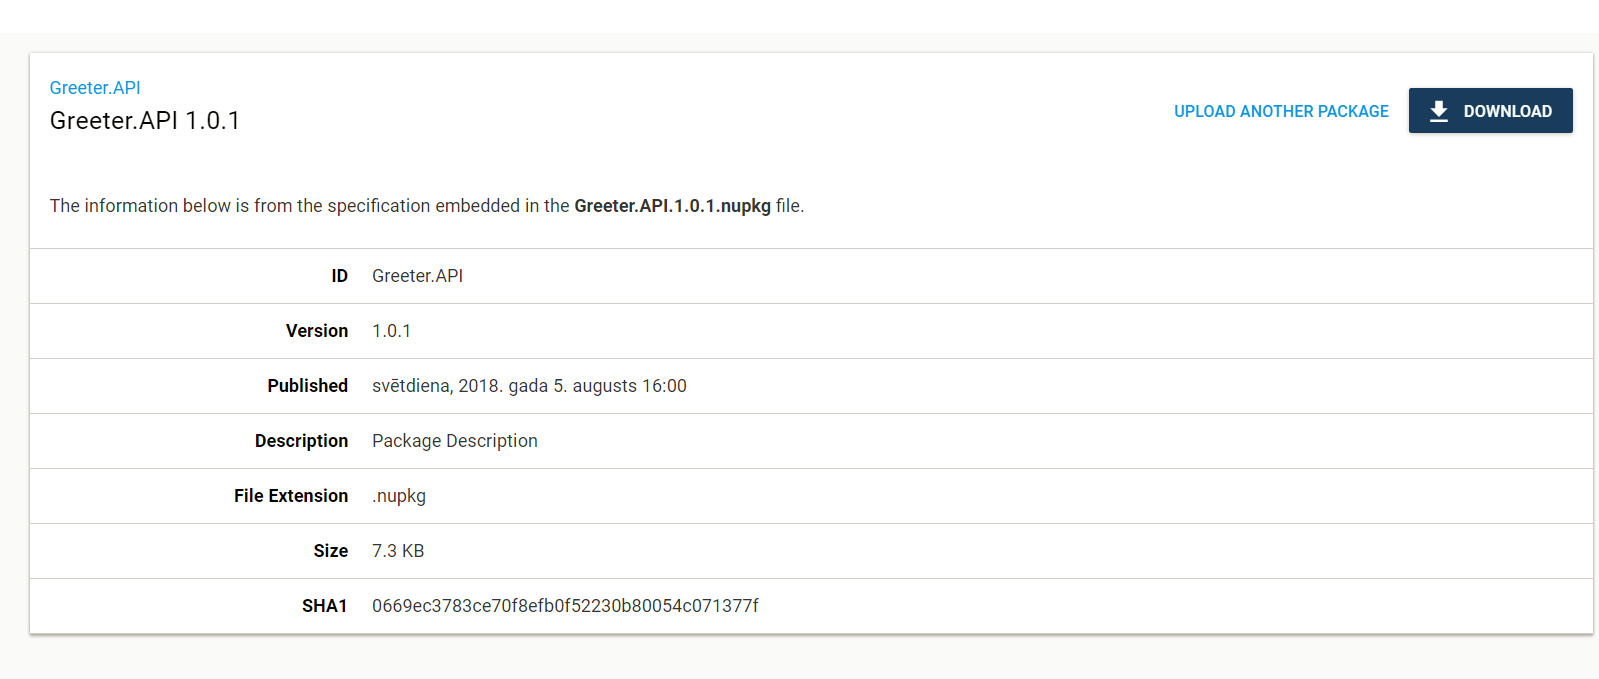 Greeter.API
Greeter.API 1.0.1
UPLOAD ANOTHER PACKAGE
DOWNLOAD
The information below is from the specification embedded in the Greeter.API.1.0.1.nupkg file.
ID Greeter.API
Version 1.0.1
Published svētdiena, 2018. gada 5. augusts 16:00
Description Package Description
File Extension .nupkg
Size 7.3 KB
SHA1 0669ec3783ce70f8efb0f52230b80054c071377f